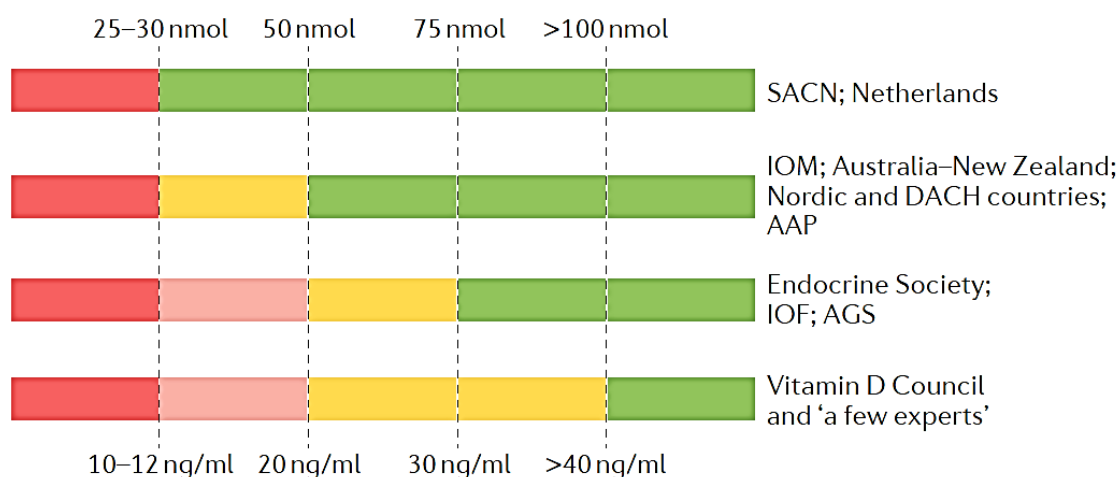 25–30 nmol 50 nmol 75 nmol >100 nmol
SACN; Netherlands
IOM; Australia–New Zealand;
Nordic and DACH countries;
AAP
Endocrine Society;
IOF; AGS
Vitamin D Council
and ‘a few experts’
10–12 ng/ml 20 ng/ml 30 ng/ml >40 ng/ml